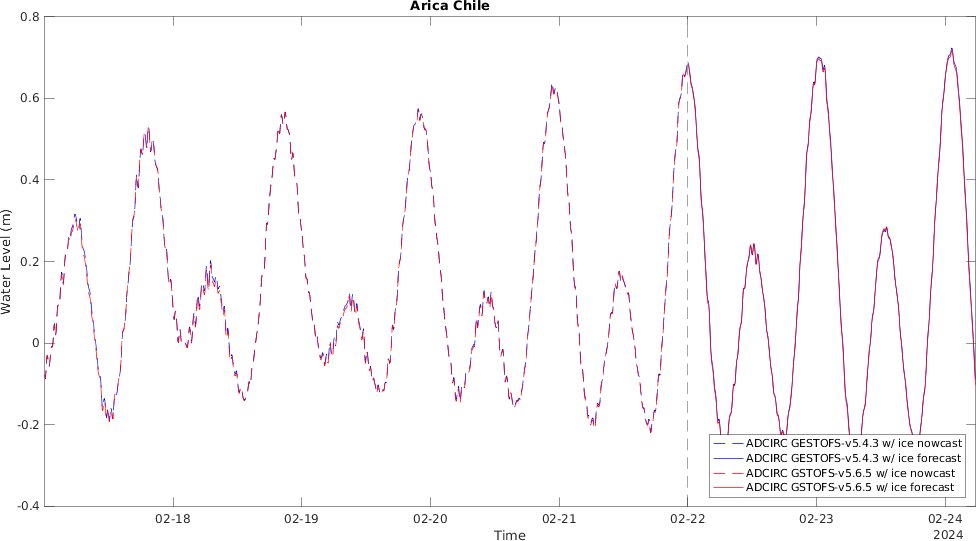 Arica Chile
0.8
0.6
0.4
0.2
0
-0.2
-0.4
Water Level (m)
02-18
02-19
02-20
02-21
02-22
02-23
02-24
Time
2024
ADCIRC GESTOFS-v5.4.3 w/ ice nowcast
ADCIRC GESTOFS-v5.4.3 w/ ice forecast
ADCIRC GSTOFS-v5.6.5 w/ ice nowcast
ADCIRC GSTOFS-v5.6.5 w/ ice forecast